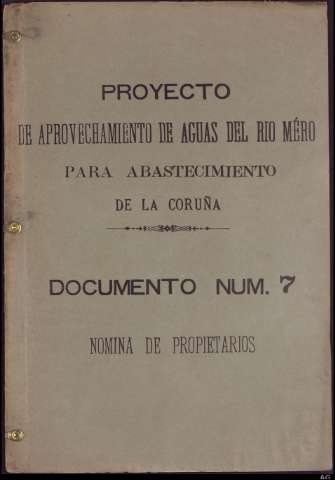 PROYECTO
DE APROVECHAMIENTO DE AGUAS DEL RIO MÉRO
PARA ABASTECIMIENTO
DE LA CORUÑA
DOCUMENTO NUM. 7
NOMINA DE PROPIETARIOS
AG